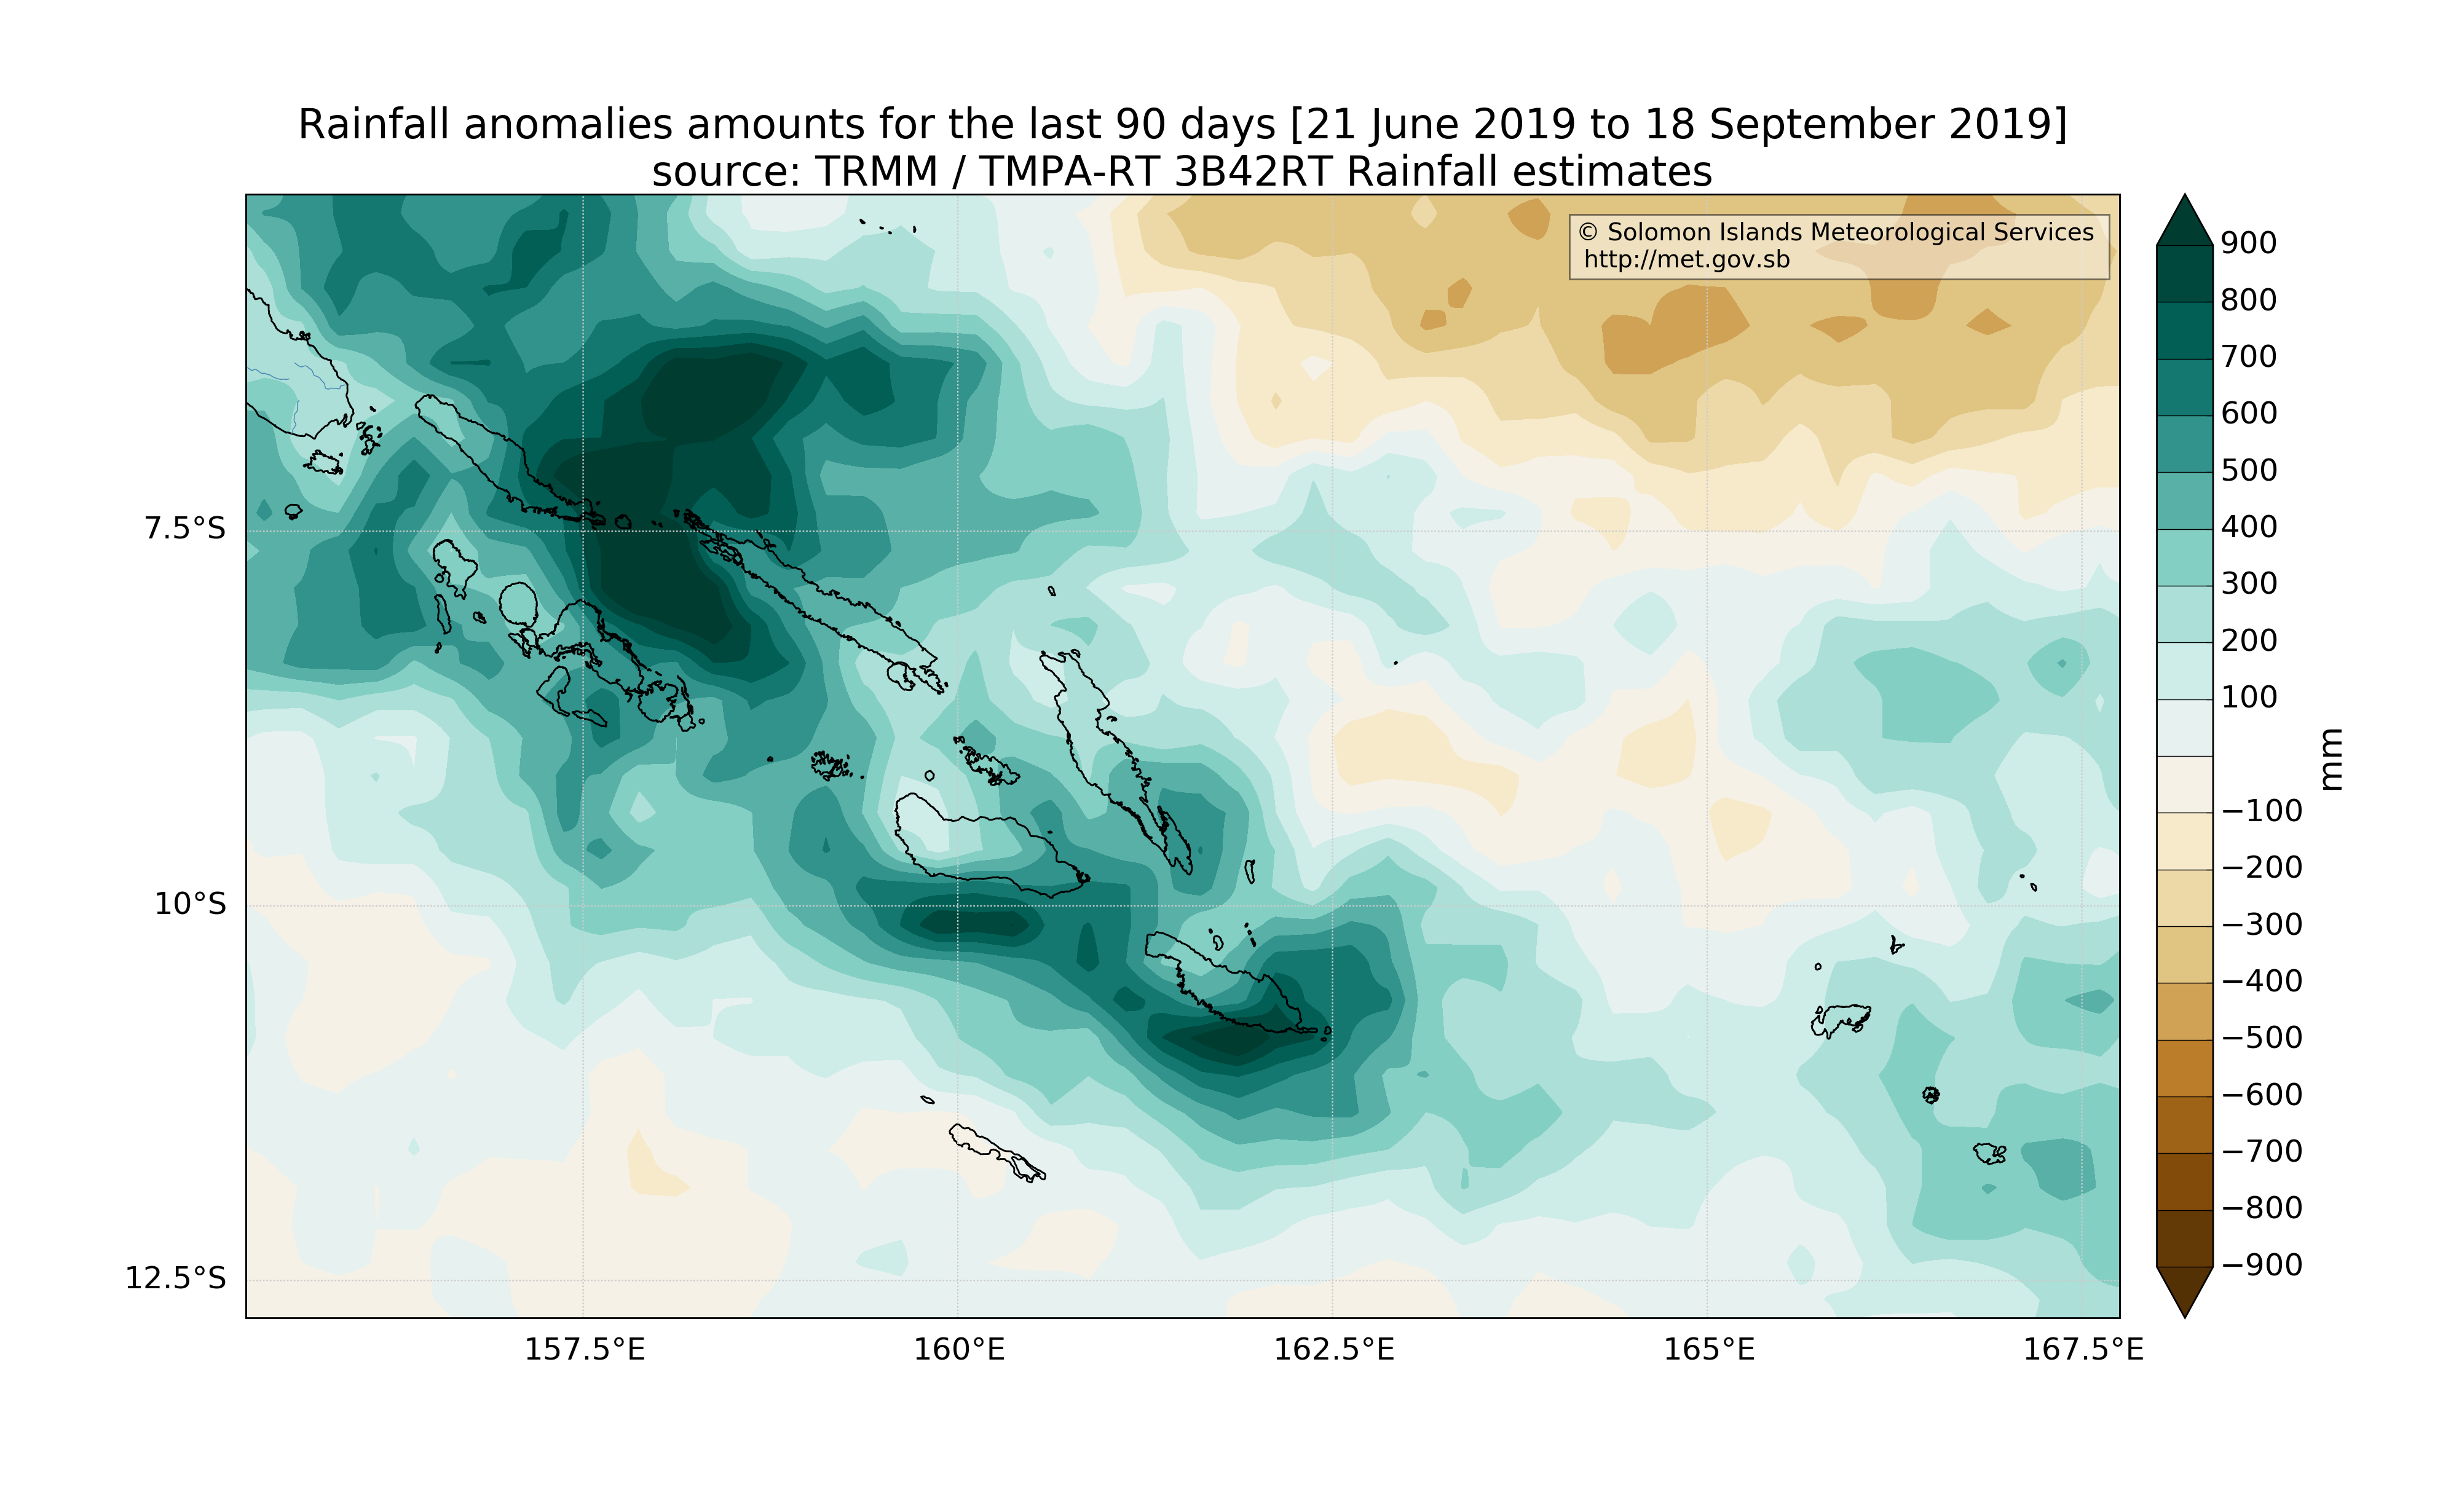 Rainfall anomalies amounts for the last 90 days [21 June 2019 to 18 September 2019]
source: TRMM / TMPA-RT 3B42RT Rainfall estimates
© Solomon Islands Meteorological Services
http://met.gov.sb
7.5°S
10°S
12.5°S
157.5°E
160°E
162.5°E
165°E
167.5°E
900
800
700
600
500
400
300
200
100
−100
−200
−300
−400
−500
−600
−700
−800
−900
mm